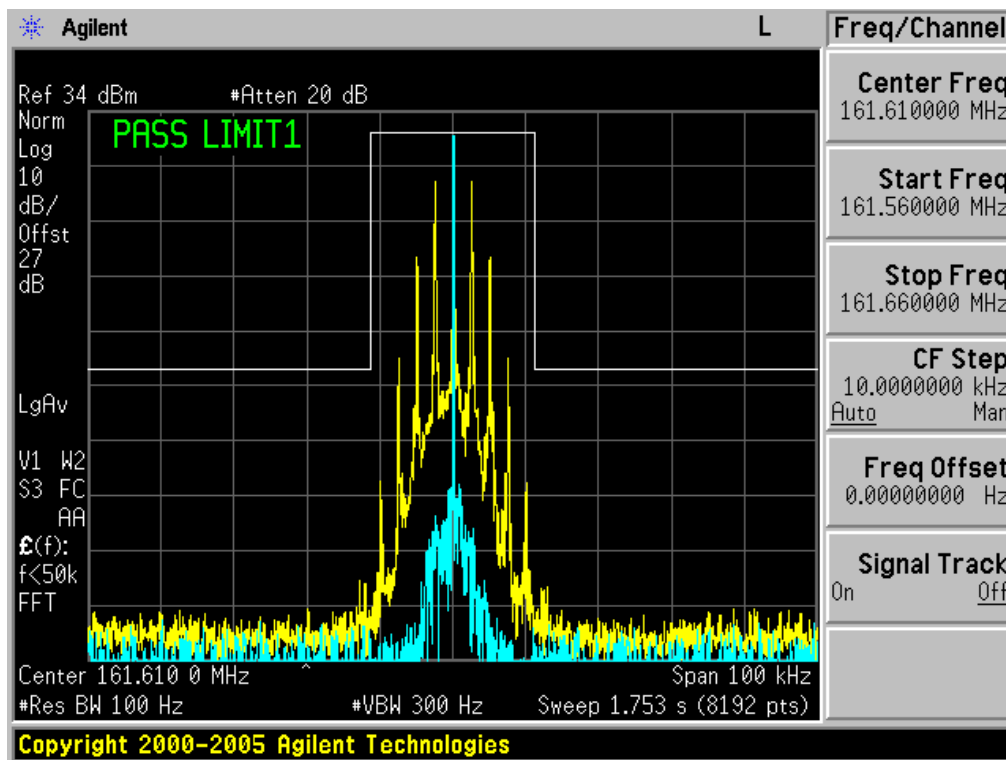 Agilent L Freq/Channel
Ref 34 dBm #Atten 20 dB
Norm
Log
10
dB/
Offst
27
dB
PASS LIMIT1
LgAv
V1 W2
S3 FC
AA
£(f):
f<50k
FFT
Center 161.610 0 MHz Span 100 kHz
#Res BW 100 Hz #VBW 300 Hz Sweep 1.753 s (8192 pts)
Copyright 2000-2005 Agilent Technologies
Center Freq
161.610000 MHz
Start Freq
161.560000 MHz
Stop Freq
161.660000 MHz
CF Step
10.0000000 kHz
Auto Man
Freq Offset
0.00000000 Hz
Signal Track
On Off